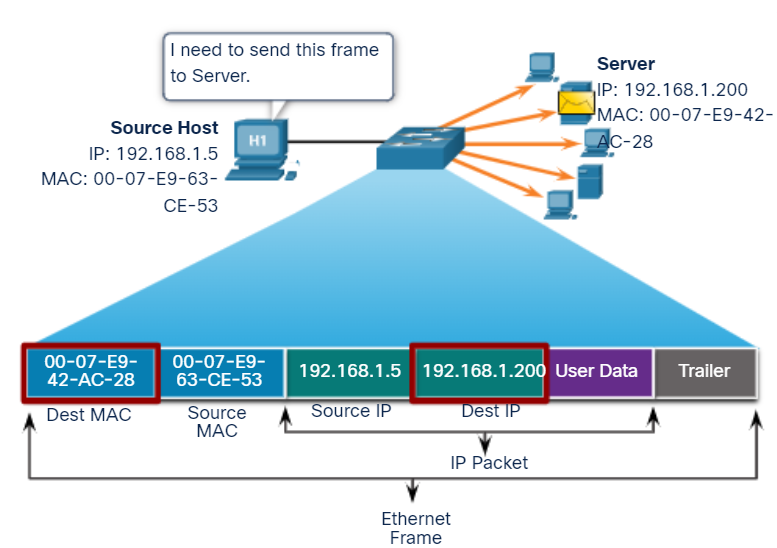 I need to send this frame
to Server.
Server
IP: 192.168.1.200
MAC: 00-07-E9-42-
AC-28
Source Host
IP: 192.168.1.5
MAC: 00-07-E9-63-
CE-53
H1
00-07-E9-
42-AC-28
00-07-E9-
63-CE-53
192.168.1.5
192.168.1.200
User Data
Trailer
Dest MAC
Source
MAC
Source IP
Dest IP
IP Packet
Ethernet
Frame